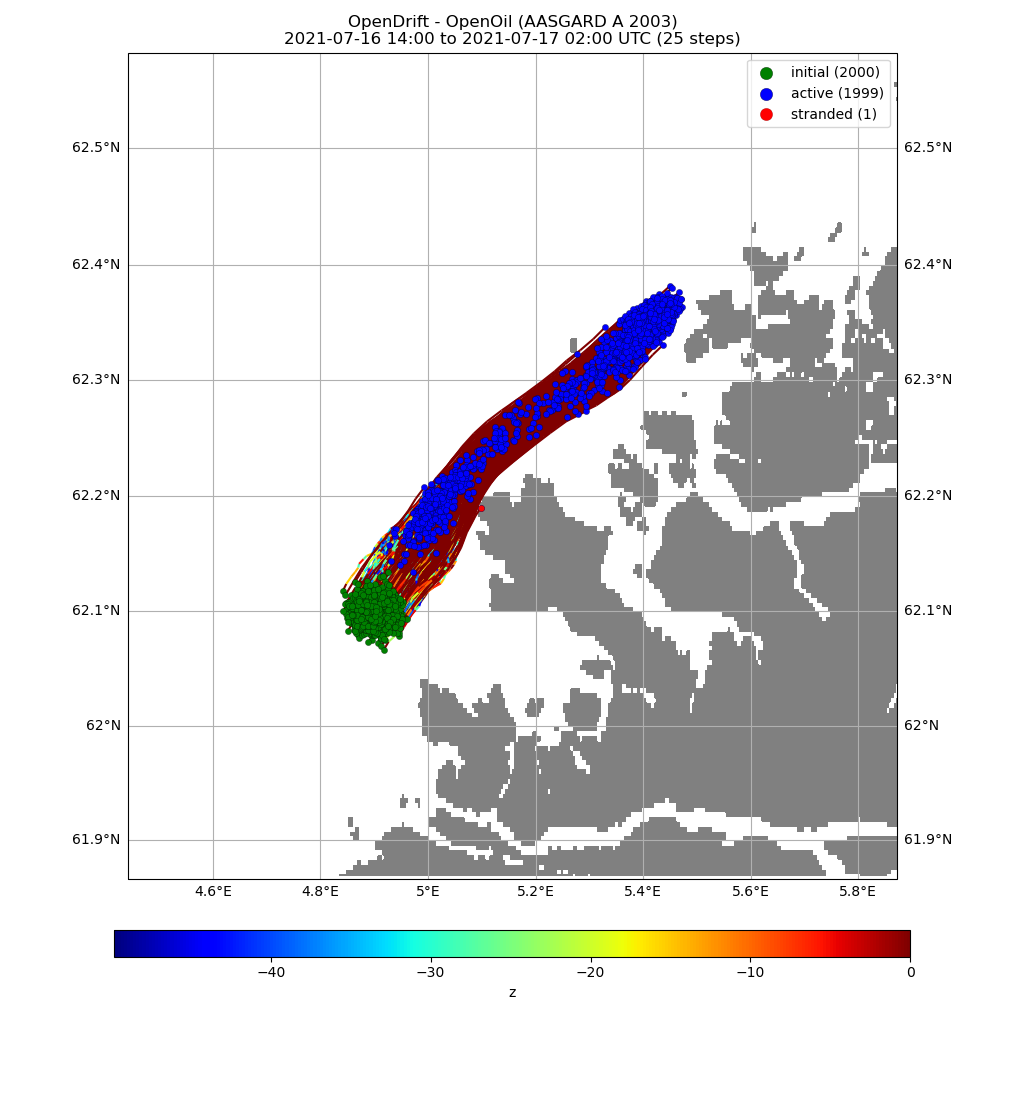 OpenDrift - OpenOil (AASGARD A 2003)
2021-07-16 14:00 to 2021-07-17 02:00 UTC (25 steps)
initial (2000)
active (1999)
stranded (1)
62.5°N 62.5°N
62.4°N 62.4°N
62.3°N 62.3°N
62.2°N 62.2°N
62.1°N 62.1°N
62°N 62°N
61.9°N 61.9°N
4.6°E 4.8°E 5°E 5.2°E 5.4°E 5.6°E 5.8°E
−40 −30 −20 −10 0
z